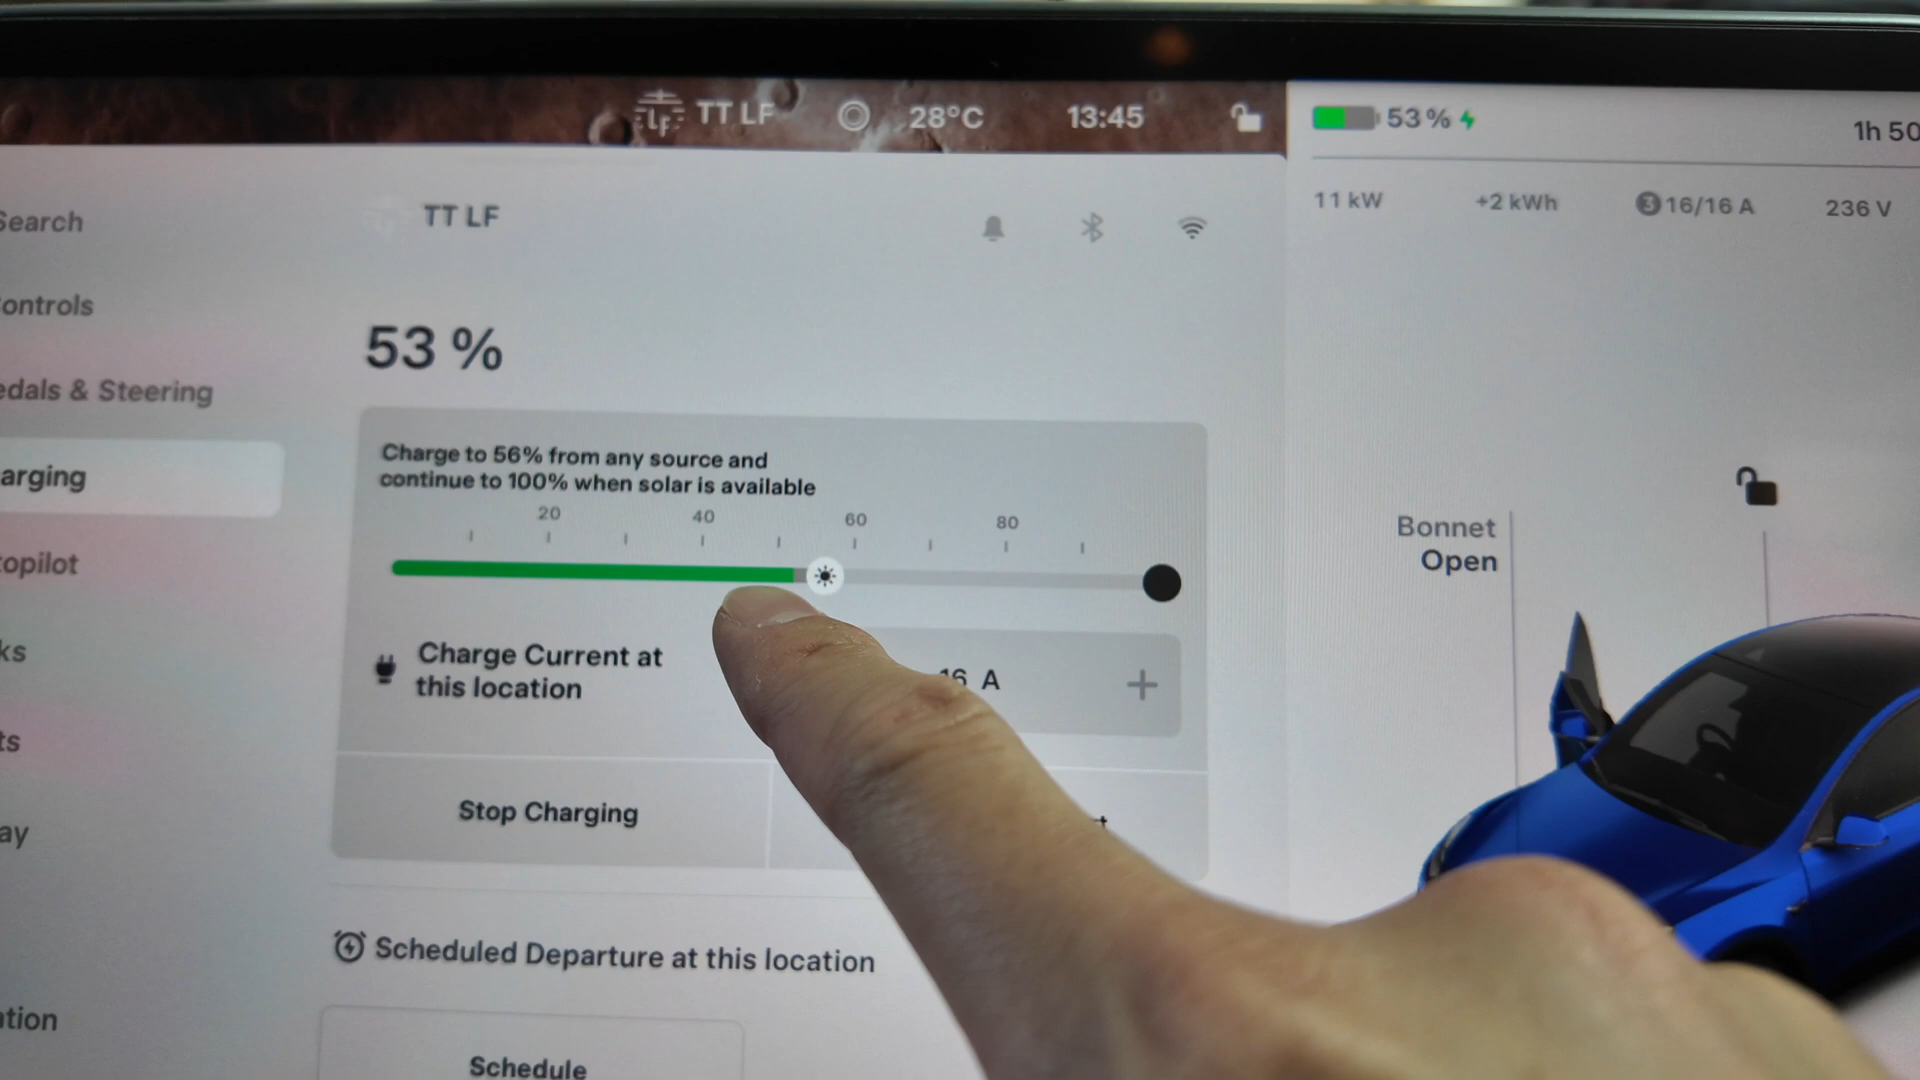 TT LF 28°C 13:45
53 % 1h 50
11 kW +2 kWh 3 16/16 A 236 V
Search
TT LF
ontrols
53 %
edals & Steering
arging
Charge to 56% from any source and
continue to 100% when solar is available
20 40 60 80
Bonnet
Open
opilot
Charge Current at
this location
16 A +
ks
ts
Stop Charging
t
ay
Scheduled Departure at this location
ation
Schedule